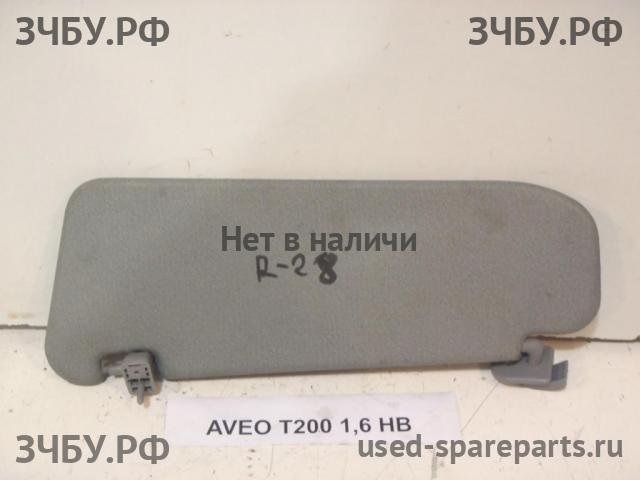 ЗЧБУ.РФ ЗЧБУ.РФ
Нет в наличи
R-28
AVEO T200 1,6 HB
ЗЧБУ.РФ used-spareparts.ru